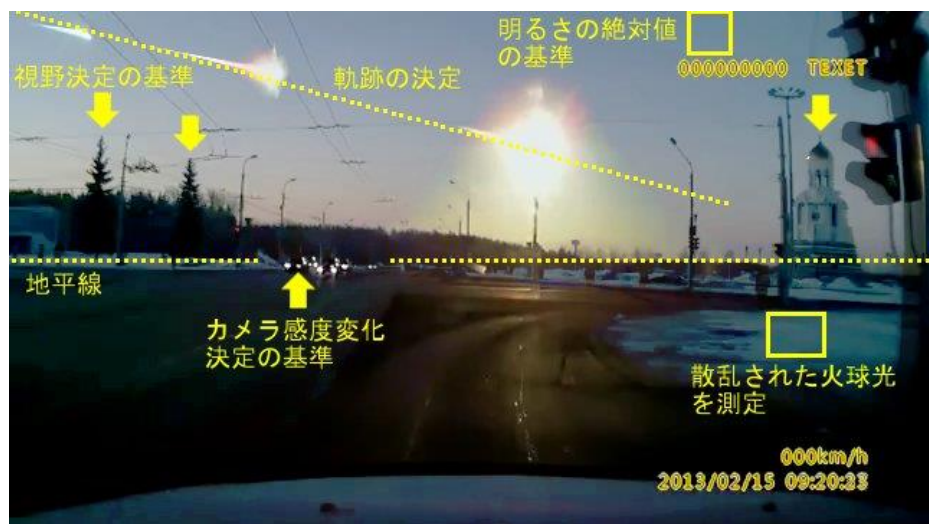 明るさの絶対値
の基準
000000000 TEXET
視野決定の基準
軌跡の決定
地平線
カメラ感度変化
決定の基準
散乱された火球光
を測定
000km/h
2013/02/15 09:20:23